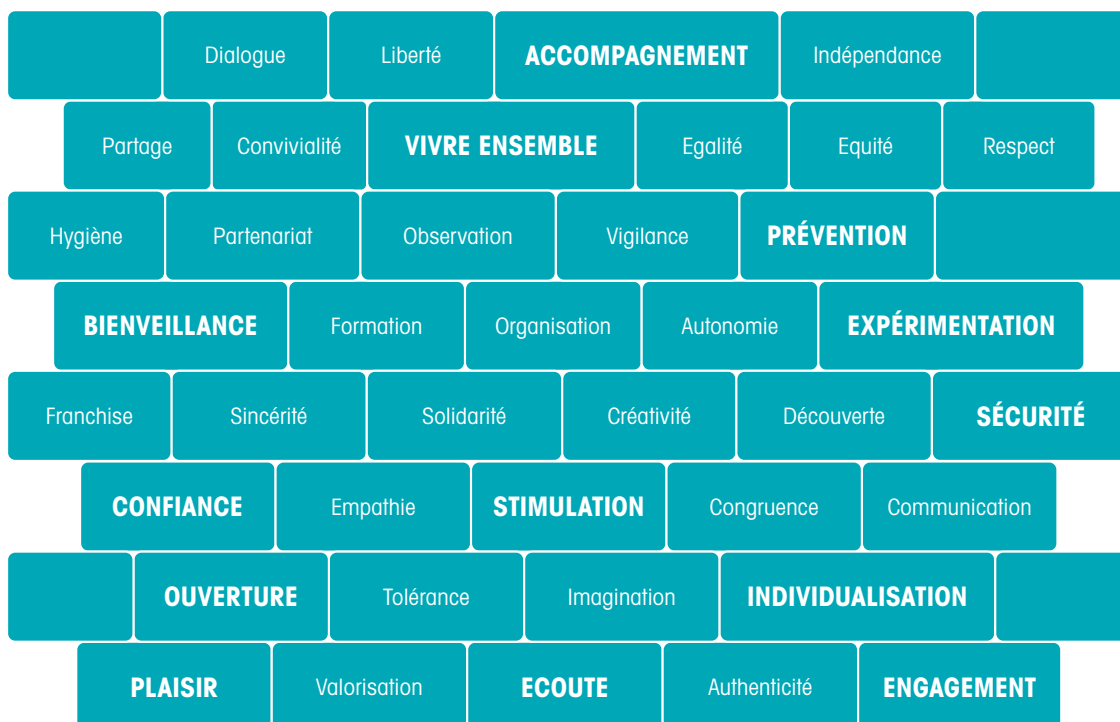 Dialogue Liberté ACCOMPAGNEMENT Indépendance
Partage Convivialité VIVRE ENSEMBLE Egalité Equité Respect
Hygiène Partenariat Observation Vigilance PRÉVENTION
BIENVEILLANCE Formation Organisation Autonomie EXPÉRIMENTATION
Franchise Sincérité Solidarité Créativité Découverte SÉCURITÉ
CONFIANCE Empathie STIMULATION Congruence Communication
OUVERTURE Tolérance Imagination INDIVIDUALISATION
PLAISIR Valorisation ECOUTE Authenticité ENGAGEMENT